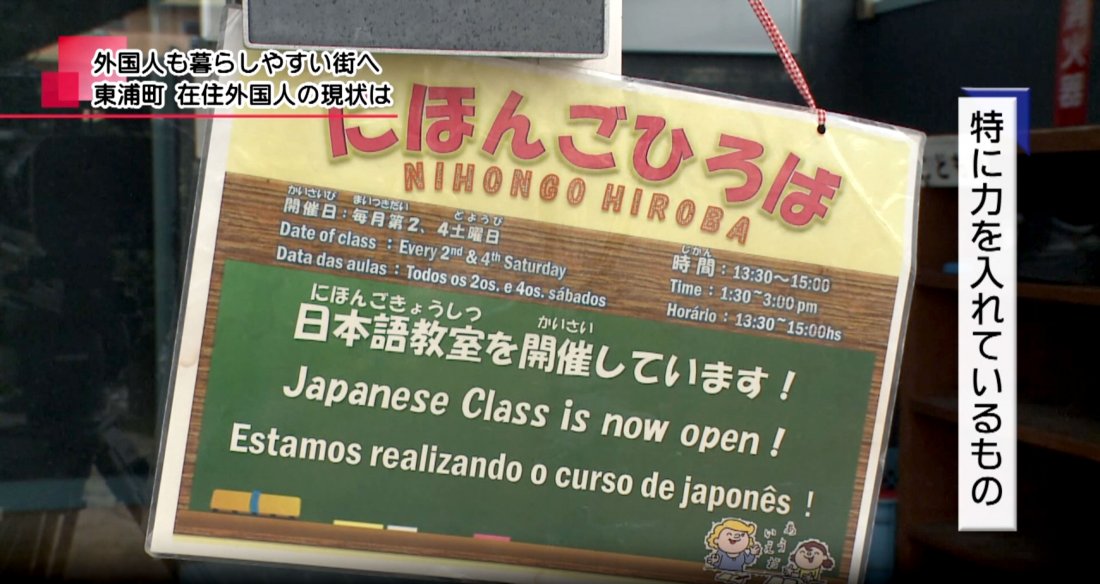 外国人も暮らしやすい街へ
東浦町 在住外国人の現状は
特に力を入れているもの
消火器
にほんごひろば
NIHONGO HIROBA
かいさいび まいつきだい どようび
開催日：毎月第2、4土曜日
Date of class : Every 2nd & 4th Saturday
Data das aulas : Todos os 2os. e 4os. sábados
じかん
時間：13:30～15:00
Time : 1:30~3:00 pm
Horário : 13:30~15:00hs
にほんごきょうしつ かいさい
日本語教室を開催しています！
Japanese Class is now open !
Estamos realizando o curso de japonês !